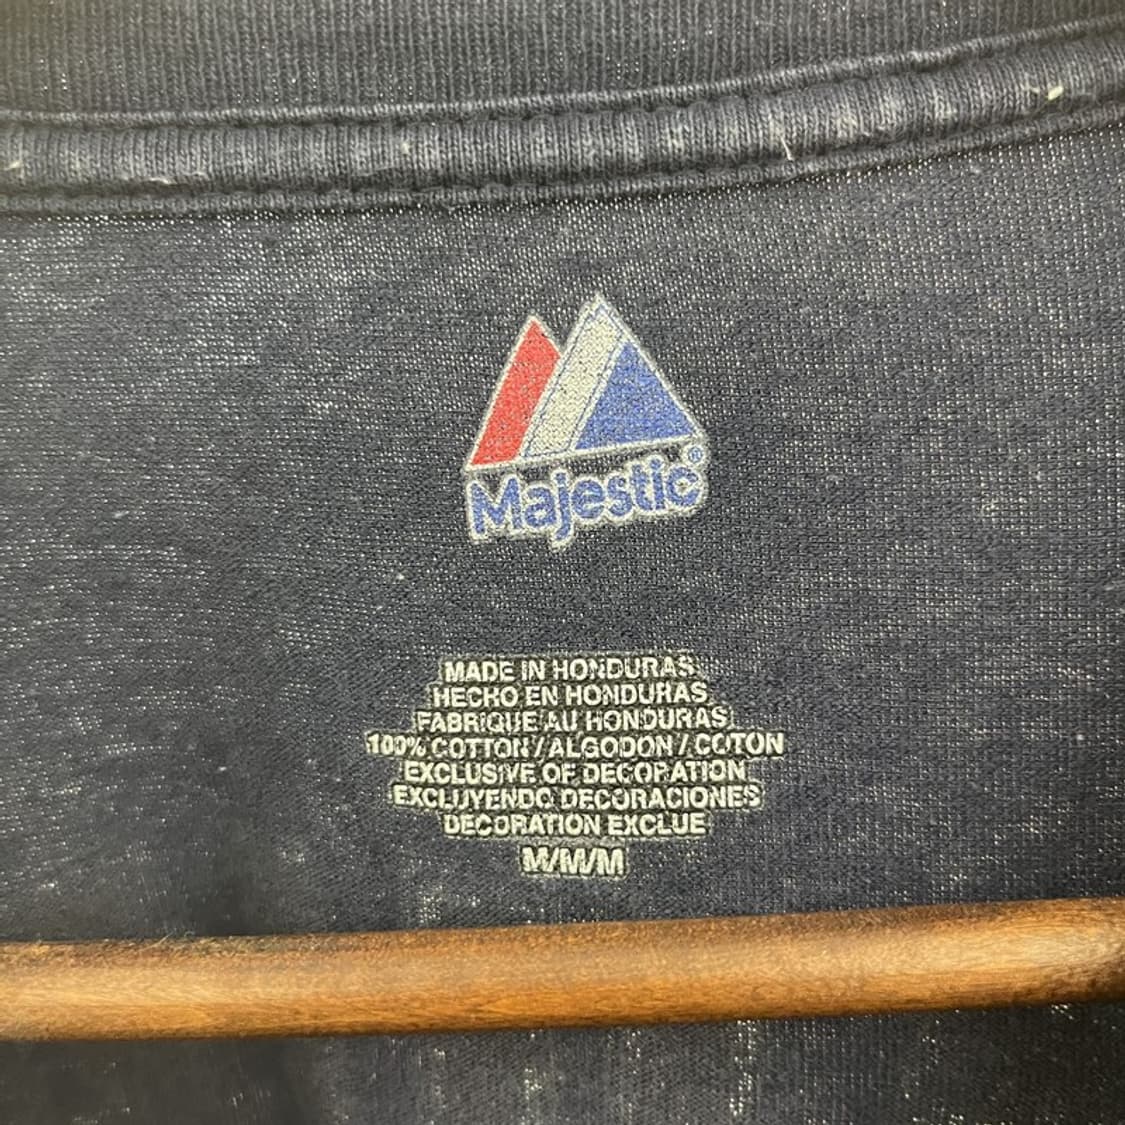 Majestic®
MADE IN HONDURAS
HECHO EN HONDURAS
FABRIQUE AU HONDURAS
100% COTTON / ALGODON / COTON
EXCLUSIVE OF DECORATION
EXCLUYENDO DECORACIONES
DECORATION EXCLUE
M/M/M